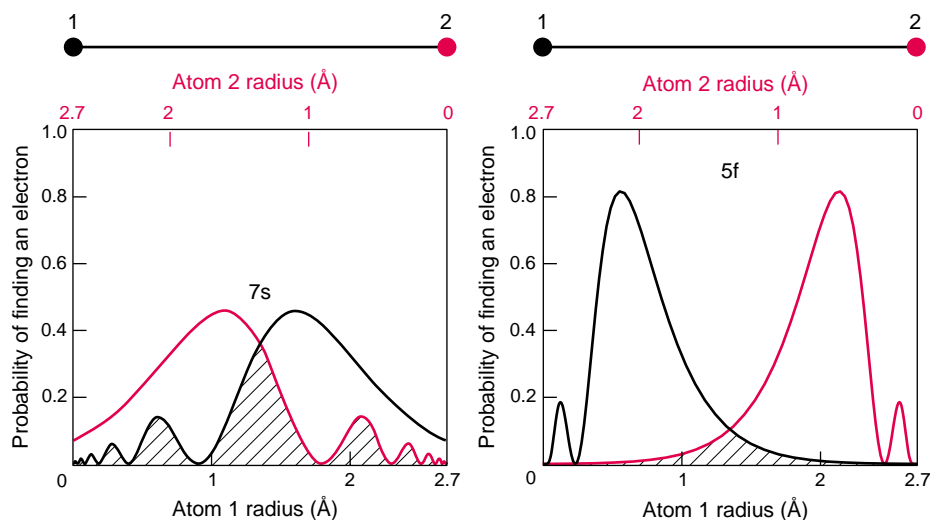 1 2
Atom 2 radius (Å)
2.7 2 1 0
Probability of finding an electron
1.0
0.8
0.6
0.4
0.2
0
7s
0 1 2 2.7
Atom 1 radius (Å)
1 2
Atom 2 radius (Å)
2.7 2 1 0
Probability of finding an electron
1.0
0.8
0.6
0.4
0.2
0
5f
0 1 2 2.7
Atom 1 radius (Å)